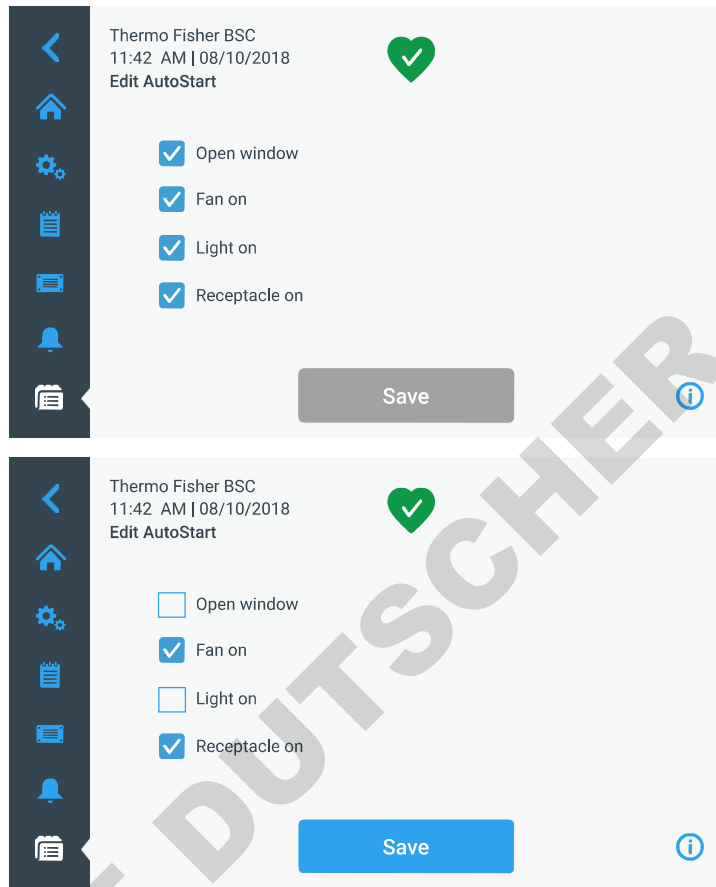 Thermo Fisher BSC
11:42 AM | 08/10/2018
Edit AutoStart
Open window
Fan on
Light on
Receptacle on
Save
Thermo Fisher BSC
11:42 AM | 08/10/2018
Edit AutoStart
Open window
Fan on
Light on
Receptacle on
Save
DUTSCHER